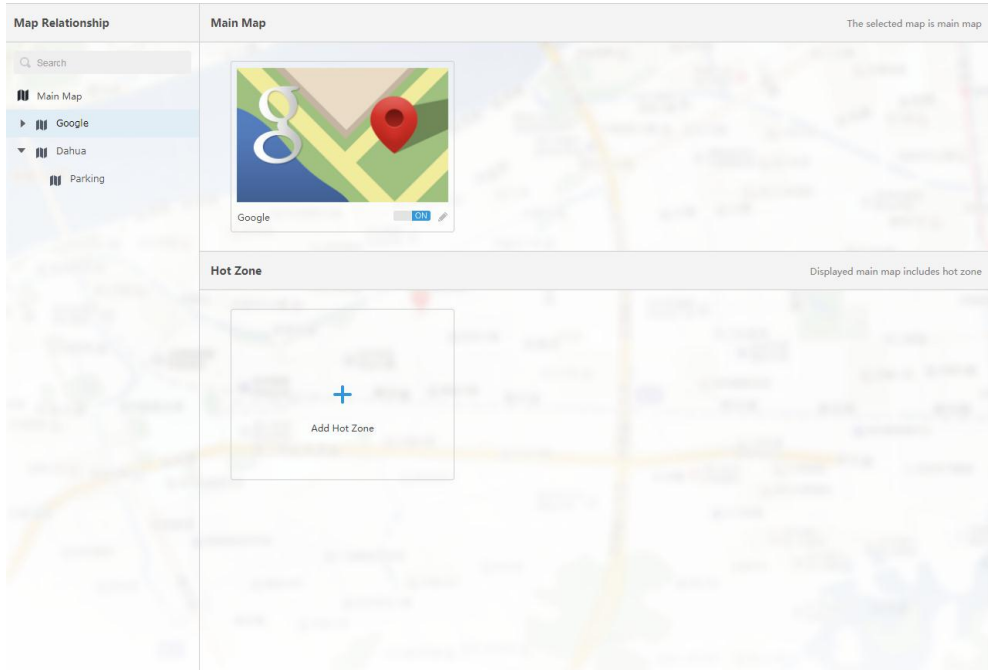 Map Relationship
Search
Main Map
Google
Dahua
Parking
Main Map
The selected map is main map
g
Google
ON
Hot Zone
Displayed main map includes hot zone
Add Hot Zone